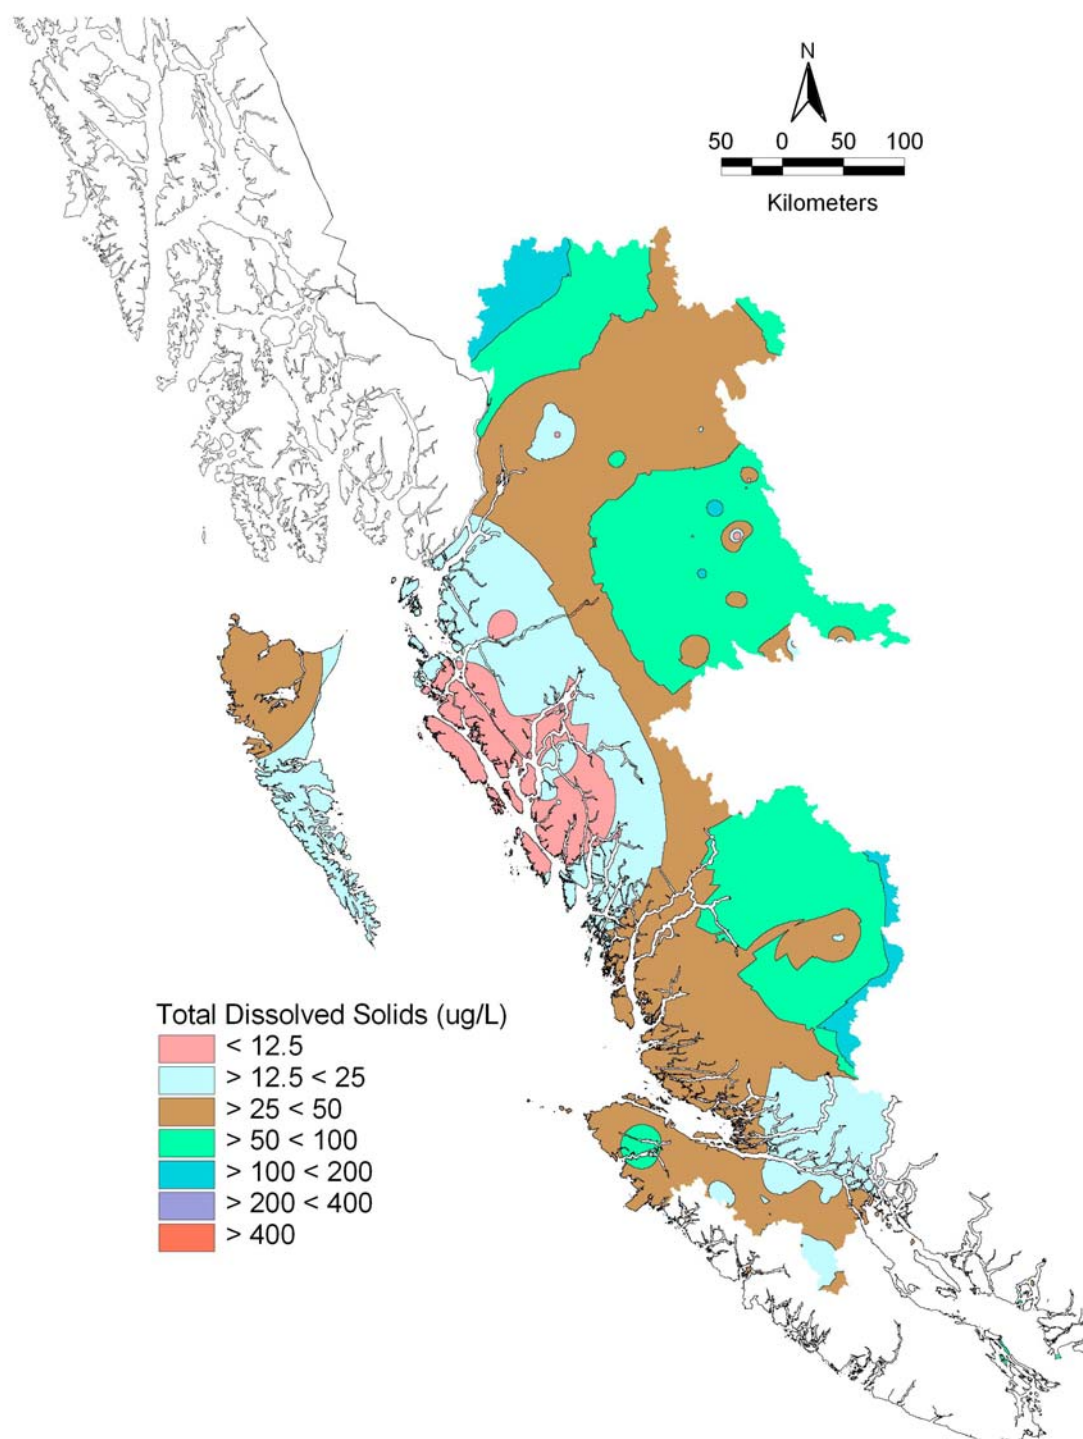 N
50 0 50 100
Kilometers
Total Dissolved Solids (ug/L)
< 12.5
> 12.5 < 25
> 25 < 50
> 50 < 100
> 100 < 200
> 200 < 400
> 400